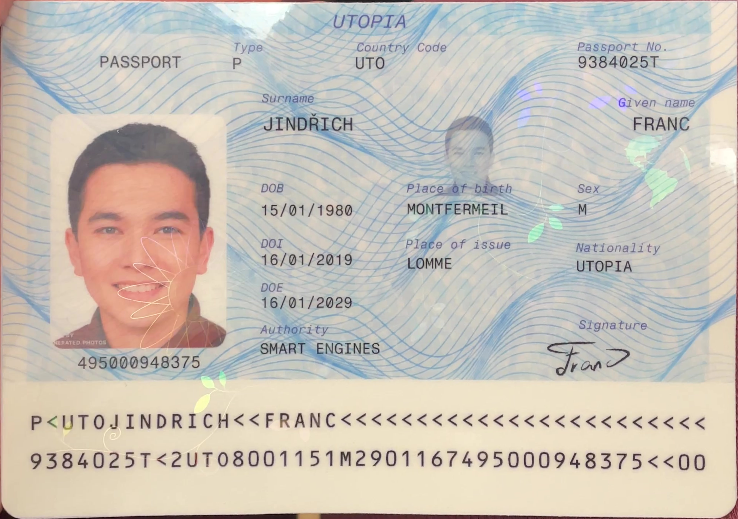 UTOPIA
PASSPORT
Type
P
Country Code
UTO
Passport No.
9384025T
Surname
JINDŘICH
Given name
FRANC
DOB
15/01/1980
Place of birth
MONTFERMEIL
Sex
M
DOI
16/01/2019
Place of issue
LOMME
Nationality
UTOPIA
DOE
16/01/2029
Authority
SMART ENGINES
Signature
Franc
495000948375
P<UTOJINDRICH<<FRANC<<<<<<<<<<<<<<<<<<<<<<<<
9384025T<2UTO8001151M2901167495000948375<<00